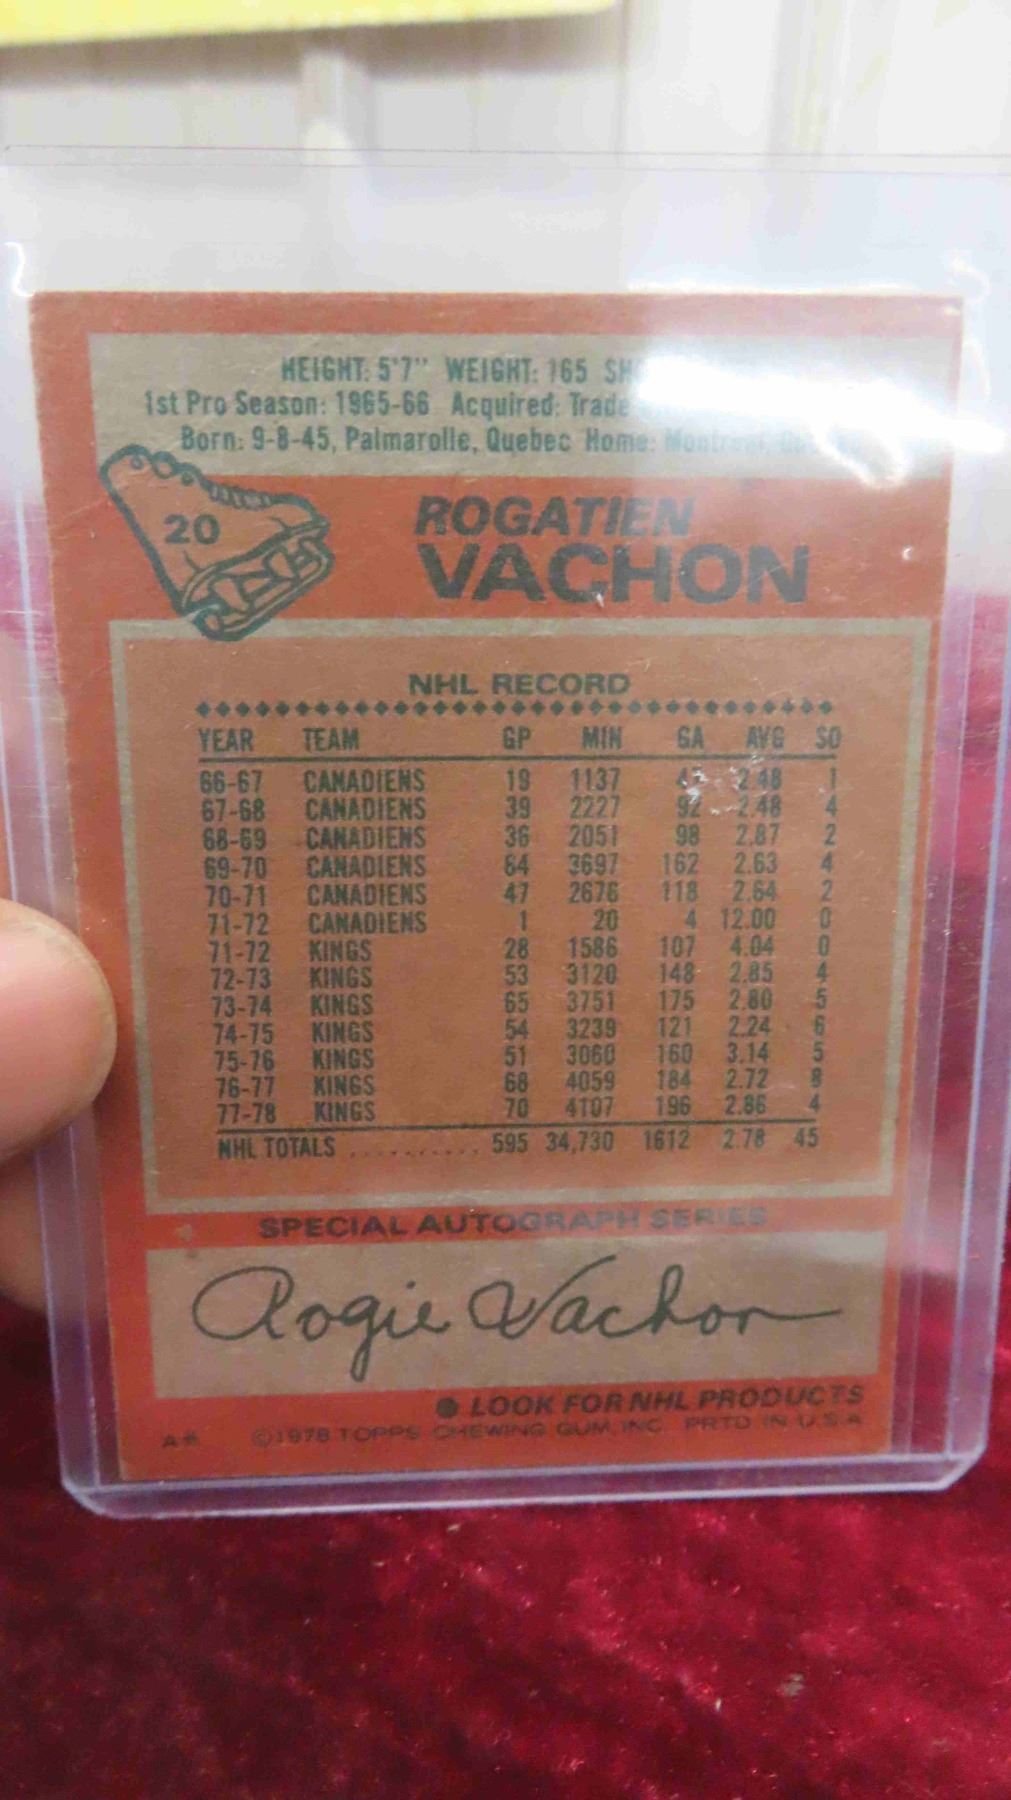 HEIGHT: 5'7" WEIGHT: 165
1st Pro Season: 1965-66 Acquired: Trade
Born: 9-8-45, Palmarolle, Quebec Home: Montreal,
20
ROGATIEN
VACHON
NHL RECORD
YEAR TEAM GP MIN GA AVG SO
66-67 CANADIENS 19 1137 2.48 1
67-68 CANADIENS 39 2227 92 2.48 4
68-69 CANADIENS 36 2051 98 2.87 2
69-70 CANADIENS 64 3697 162 2.63 4
70-71 CANADIENS 47 2676 118 2.64 2
71-72 CANADIENS 1 20 4 12.00 0
71-72 KINGS 28 1586 107 4.04 0
72-73 KINGS 53 3120 148 2.85 4
73-74 KINGS 65 3751 175 2.80 5
74-75 KINGS 54 3239 121 2.24 6
75-76 KINGS 51 3060 160 3.14 5
76-77 KINGS 68 4059 184 2.72 8
77-78 KINGS 70 4107 196 2.86 4
NHL TOTALS .......... 595 34,730 1612 2.78 45
SPECIAL AUTOGRAPH SERIES
Rogie Vachon
● LOOK FOR NHL PRODUCTS
A* ©1978 TOPPS CHEWING GUM, INC. PRTD IN U.S.A